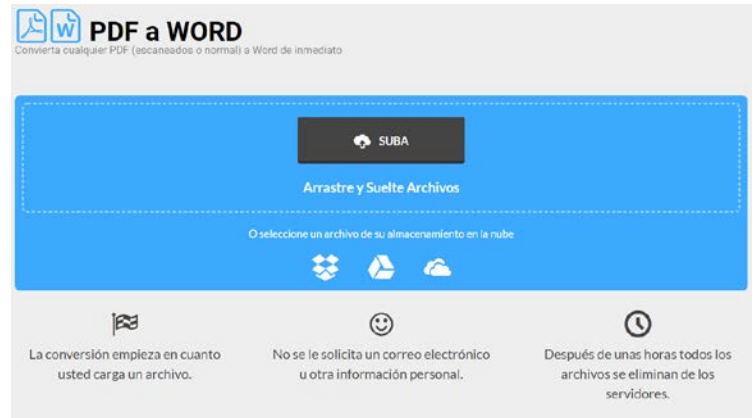 PDF a WORD
Convierta cualquier PDF (escaneados o normal) a Word de inmediato
SUBA
Arrastre y Suelte Archivos
O seleccione un archivo de su almacenamiento en la nube
La conversión empieza en cuanto
usted carga un archivo.
No se le solicita un correo electrónico
u otra información personal.
Después de unas horas todos los
archivos se eliminan de los
servidores.